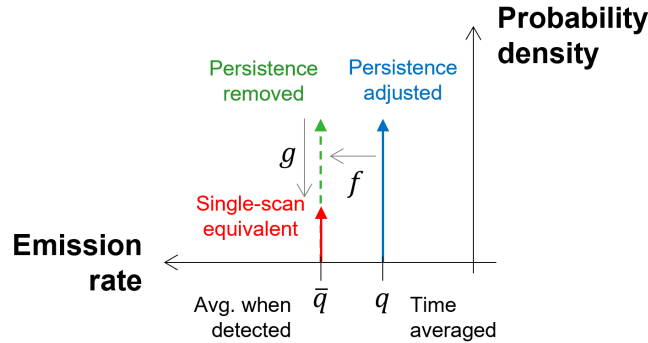 Probability
density
Persistence
removed
Persistence
adjusted
g
f
Single-scan
equivalent
Emission
rate
Avg. when
detected
q̅
q
Time
averaged